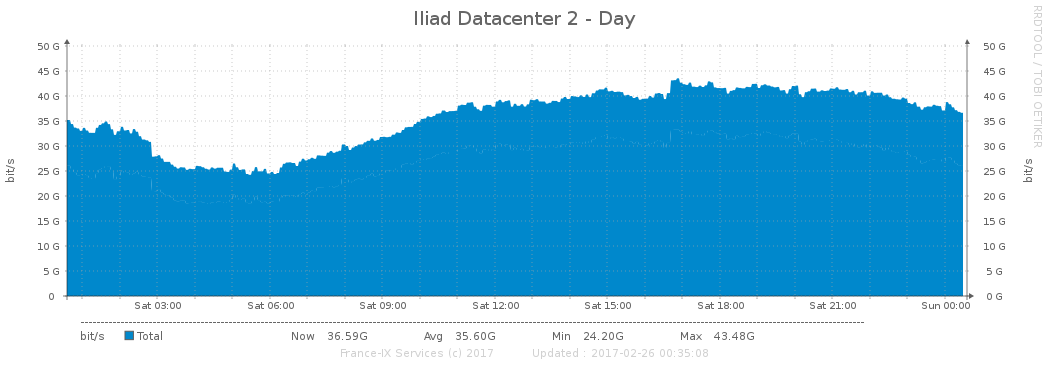 Iliad Datacenter 2 - Day
RRDTOOL / TOBI OETIKER
bit/s
50 G
45 G
40 G
35 G
30 G
25 G
20 G
15 G
10 G
5 G
0
50 G
45 G
40 G
35 G
30 G
25 G
20 G
15 G
10 G
5 G
0 G
bit/s
Sat 03:00 Sat 06:00 Sat 09:00 Sat 12:00 Sat 15:00 Sat 18:00 Sat 21:00 Sun 00:00
bit/s Total Now 36.59G Avg 35.60G Min 24.20G Max 43.48G
France-IX Services (c) 2017 Updated : 2017-02-26 00:35:08